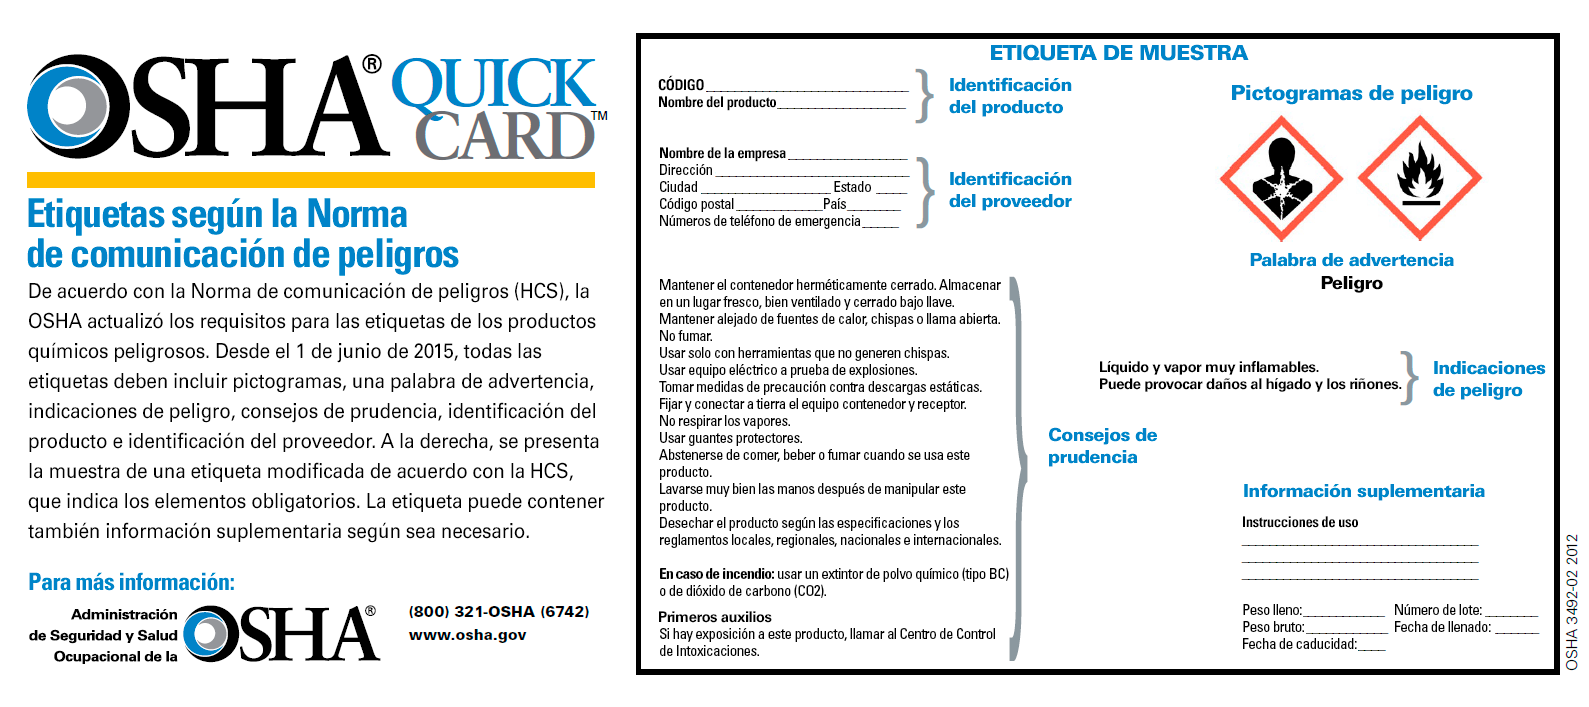 OSHA® QUICK
CARD™
Etiquetas según la Norma
de comunicación de peligros
De acuerdo con la Norma de comunicación de peligros (HCS), la
OSHA actualizó los requisitos para las etiquetas de los productos
químicos peligrosos. Desde el 1 de junio de 2015, todas las
etiquetas deben incluir pictogramas, una palabra de advertencia,
indicaciones de peligro, consejos de prudencia, identificación del
producto e identificación del proveedor. A la derecha, se presenta
la muestra de una etiqueta modificada de acuerdo con la HCS,
que indica los elementos obligatorios. La etiqueta puede contener
también información suplementaria según sea necesario.
Para más información:
Administración
de Seguridad y Salud
Ocupacional de la
OSHA®
(800) 321-OSHA (6742)
www.osha.gov
ETIQUETA DE MUESTRA
CÓDIGO
Nombre del producto
Identificación
del producto
Nombre de la empresa
Dirección
Ciudad Estado
Código postal País
Números de teléfono de emergencia
Identificación
del proveedor
Mantener el contenedor herméticamente cerrado. Almacenar
en un lugar fresco, bien ventilado y cerrado bajo llave.
Mantener alejado de fuentes de calor, chispas o llama abierta.
No fumar.
Usar solo con herramientas que no generen chispas.
Usar equipo eléctrico a prueba de explosiones.
Tomar medidas de precaución contra descargas estáticas.
Fijar y conectar a tierra el equipo contenedor y receptor.
No respirar los vapores.
Usar guantes protectores.
Abstenerse de comer, beber o fumar cuando se usa este
producto.
Lavarse muy bien las manos después de manipular este
producto.
Desechar el producto según las especificaciones y los
reglamentos locales, regionales, nacionales e internacionales.
En caso de incendio: usar un extintor de polvo químico (tipo BC)
o de dióxido de carbono (CO2).
Primeros auxilios
Si hay exposición a este producto, llamar al Centro de Control
de Intoxicaciones.
Consejos de
prudencia
Pictogramas de peligro
Palabra de advertencia
Peligro
Líquido y vapor muy inflamables.
Puede provocar daños al hígado y los riñones.
Indicaciones
de peligro
Información suplementaria
Instrucciones de uso
Peso lleno: Número de lote:
Peso bruto: Fecha de llenado:
Fecha de caducidad:
OSHA 3492-02 2012